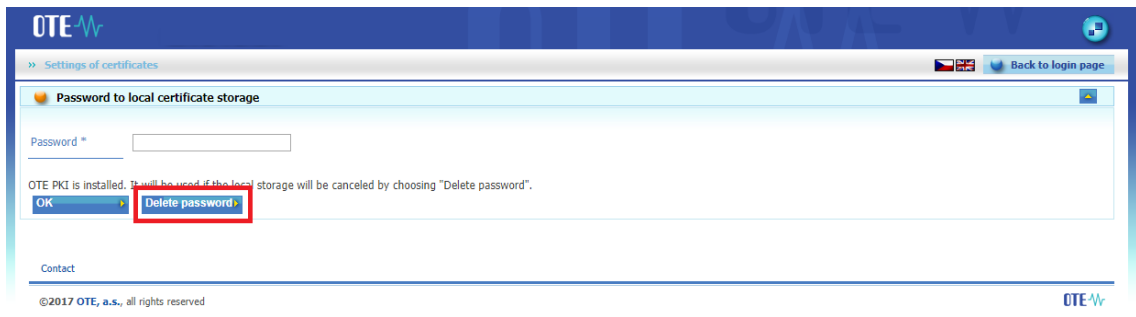 OTE
» Settings of certificates
Back to login page
Password to local certificate storage
Password *
OTE PKI is installed. It will be used if the local storage will be canceled by choosing "Delete password".
OK
Delete password
Contact
©2017 OTE, a.s., all rights reserved
OTE